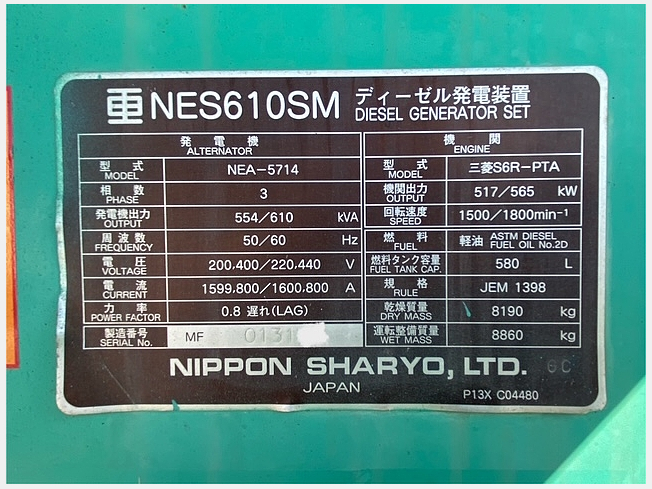 NES610SM ディーゼル発電装置
DIESEL GENERATOR SET
発電機
ALTERNATOR
型式 NEA-5714
MODEL
相数 3
PHASE
発電機出力 554/610 kVA
OUTPUT
周波数 50/60 Hz
FREQUENCY
電圧 200,400/220,440 V
VOLTAGE
電流 1599,800/1600,800 A
CURRENT
力率 0.8 遅れ(LAG)
POWER FACTOR
製造番号 MF 0131
SERIAL No.
機関
ENGINE
型式 三菱S6R-PTA
MODEL
機関出力 517/565 kW
OUTPUT
回転速度 1500/1800min-1
SPEED
燃料 軽油 ASTM DIESEL
FUEL FUEL OIL No.2D
燃料タンク容量 580 L
FUEL TANK CAP.
規格 JEM 1398
RULE
乾燥質量 8190 kg
DRY MASS
運転整備質量 8860 kg
WET MASS
NIPPON SHARYO, LTD.
JAPAN
P13X C04480